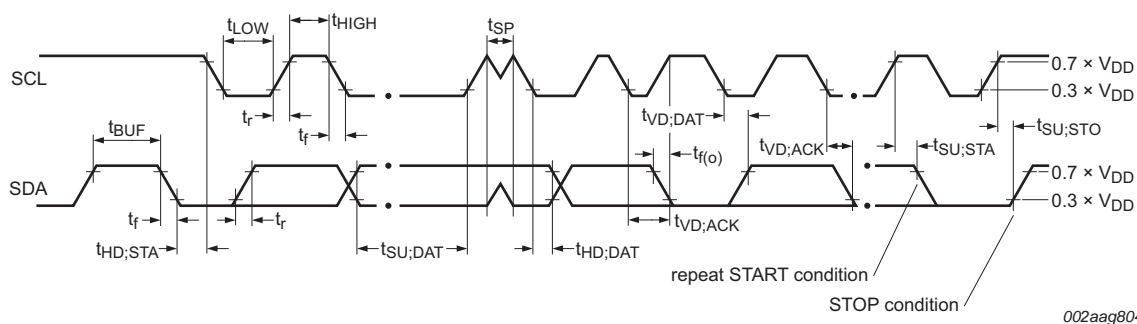 tLOW
tHIGH
tSP
SCL
0.7 × VDD
0.3 × VDD
tr
tf
tVD;DAT
tSU;STO
tBUF
tf(o)
tVD;ACK
tSU;STA
SDA
0.7 × VDD
0.3 × VDD
tf
tr
tVD;ACK
tHD;STA
tSU;DAT
tHD;DAT
repeat START condition
STOP condition